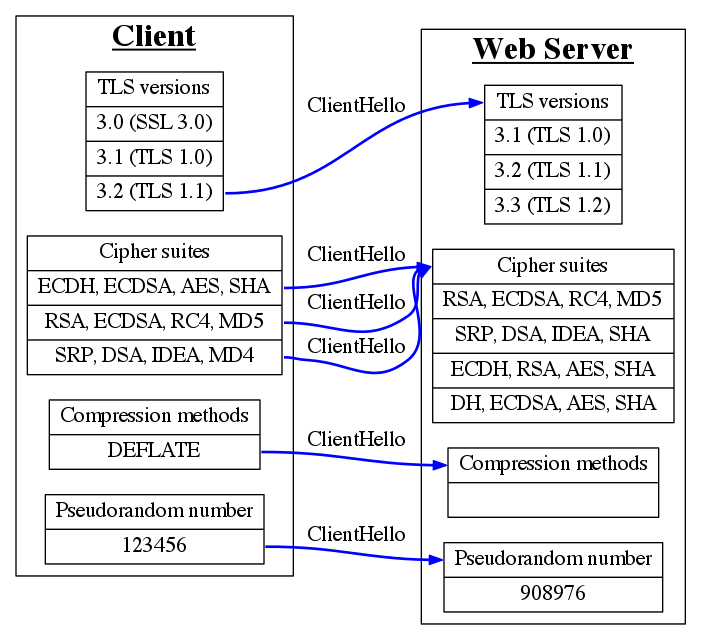 Client
TLS versions
3.0 (SSL 3.0)
3.1 (TLS 1.0)
3.2 (TLS 1.1)
Cipher suites
ECDH, ECDSA, AES, SHA
RSA, ECDSA, RC4, MD5
SRP, DSA, IDEA, MD4
Compression methods
DEFLATE
Pseudorandom number
123456
ClientHello
ClientHello
ClientHello
ClientHello
ClientHello
ClientHello
Web Server
TLS versions
3.1 (TLS 1.0)
3.2 (TLS 1.1)
3.3 (TLS 1.2)
Cipher suites
RSA, ECDSA, RC4, MD5
SRP, DSA, IDEA, SHA
ECDH, RSA, AES, SHA
DH, ECDSA, AES, SHA
Compression methods
Pseudorandom number
908976